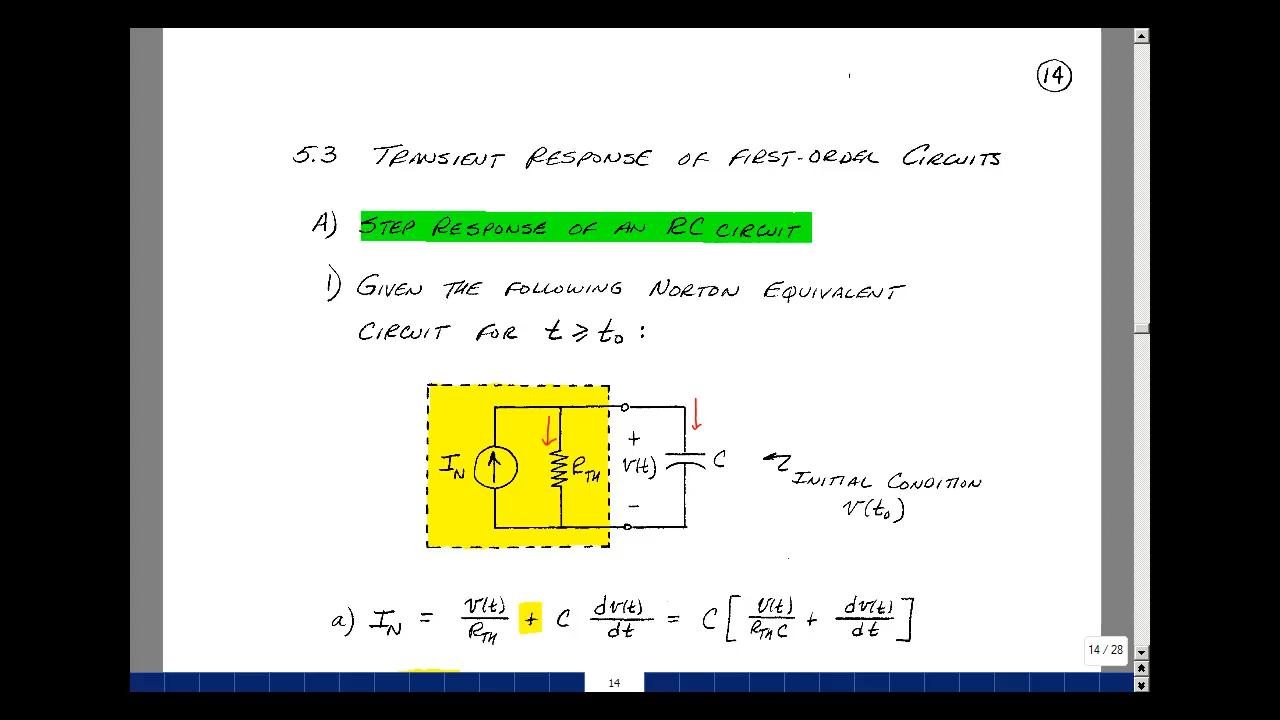 14
5.3 TRANSIENT RESPONSE OF FIRST-ORDER CIRCUITS
A) STEP RESPONSE OF AN RC CIRCUIT
1) GIVEN THE FOLLOWING NORTON EQUIVALENT
CIRCUIT FOR t ≥ t₀ :
I_N
R_TH
+
v(t)
−
C
INITIAL CONDITION
v(t₀)
a) I_N = v(t)/R_TH + C dv(t)/dt = C [ v(t)/(R_TH C) + dv(t)/dt ]
14 / 28
14